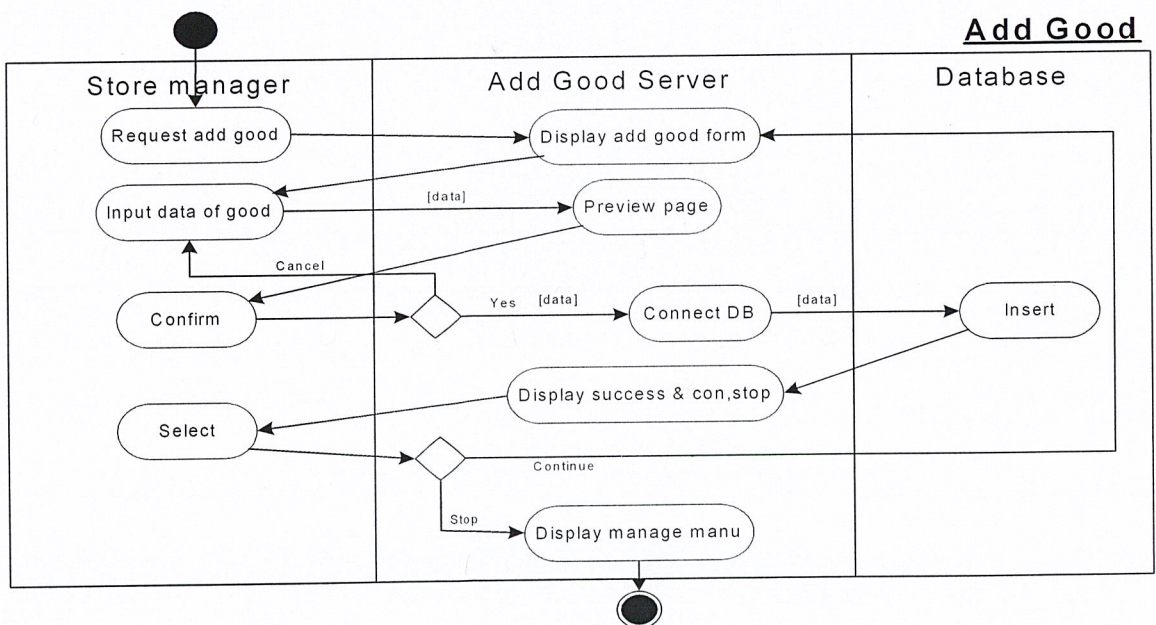 Add Good
Store manager
Add Good Server
Database
Request add good
Display add good form
Input data of good
[data]
Preview page
Cancel
Confirm
Yes [data]
Connect DB
[data]
Insert
Display success & con,stop
Select
Continue
Stop
Display manage manu